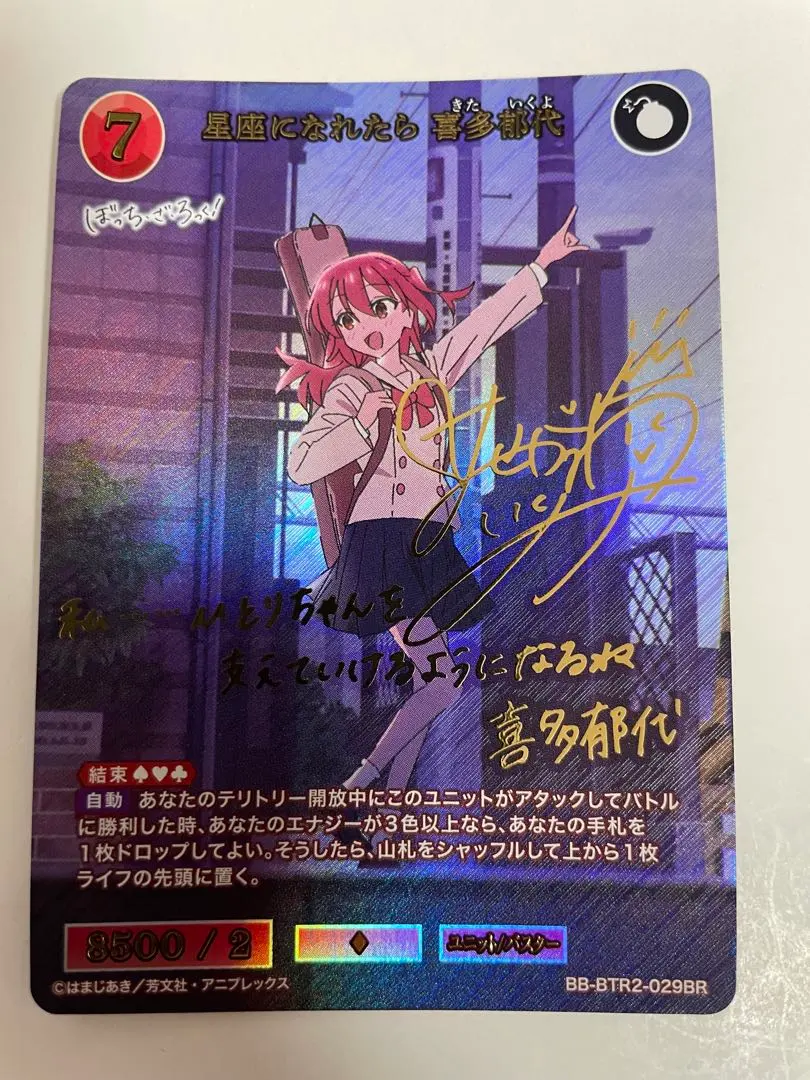 7
きた いくよ
星座になれたら 喜多郁代
ぼっち・ざ・ろっく!
私……ひとりちゃんを
支えていけるようになるね
喜多郁代
結束♠♥♣
自動 あなたのテリトリー開放中にこのユニットがアタックしてバトル
に勝利した時、あなたのエナジーが3色以上なら、あなたの手札を
1枚ドロップしてよい。そうしたら、山札をシャッフルして上から1枚
ライフの先頭に置く。
8500 / 2
♦
ユニット/バスター
©はまじあき/芳文社・アニプレックス
BB-BTR2-029BR